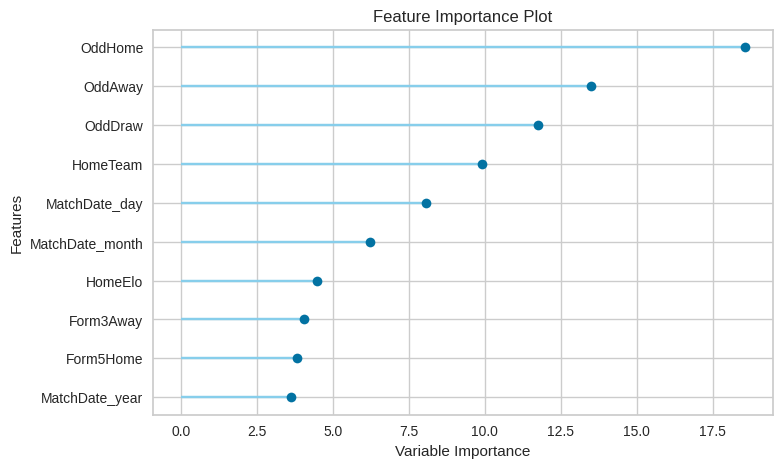 Feature Importance Plot
OddHome
OddAway
OddDraw
HomeTeam
MatchDate_day
MatchDate_month
HomeElo
Form3Away
Form5Home
MatchDate_year
Features
0.0 2.5 5.0 7.5 10.0 12.5 15.0 17.5
Variable Importance